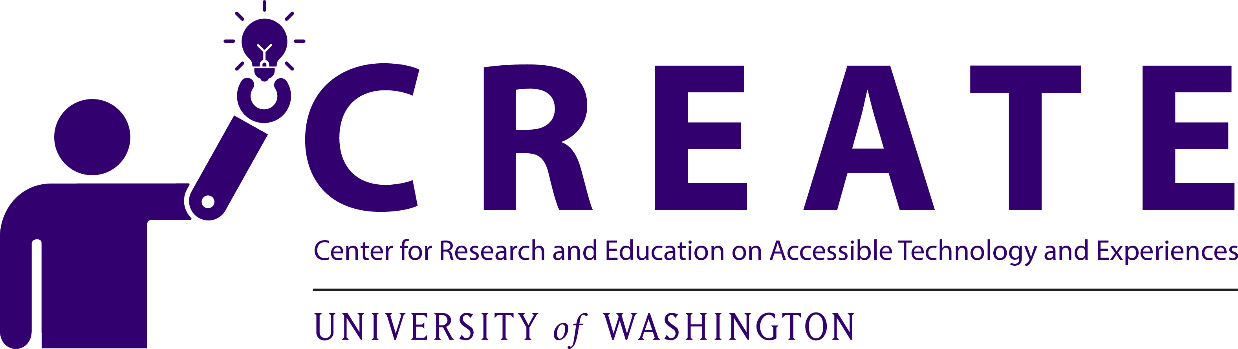 CREATE
Center for Research and Education on Accessible Technology and Experiences
UNIVERSITY of WASHINGTON